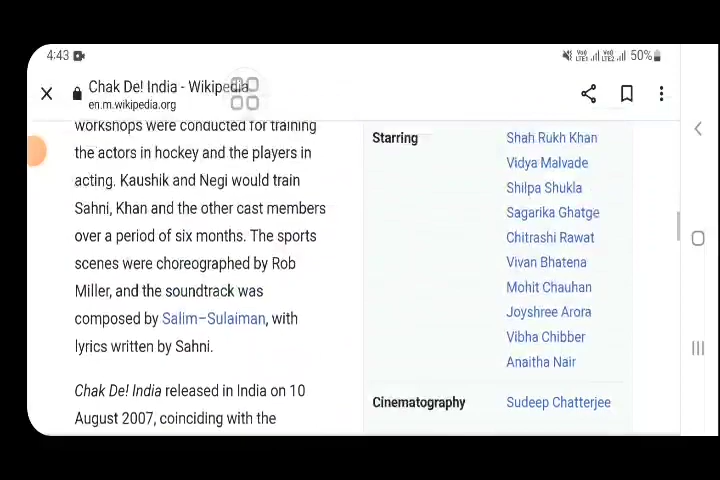 4:43
50%
Chak De! India - Wikipedia
en.m.wikipedia.org
workshops were conducted for training
the actors in hockey and the players in
acting. Kaushik and Negi would train
Sahni, Khan and the other cast members
over a period of six months. The sports
scenes were choreographed by Rob
Miller, and the soundtrack was
composed by Salim–Sulaiman, with
lyrics written by Sahni.
Chak De! India released in India on 10
August 2007, coinciding with the
Starring
Shah Rukh Khan
Vidya Malvade
Shilpa Shukla
Sagarika Ghatge
Chitrashi Rawat
Vivan Bhatena
Mohit Chauhan
Joyshree Arora
Vibha Chibber
Anaitha Nair
Cinematography
Sudeep Chatterjee